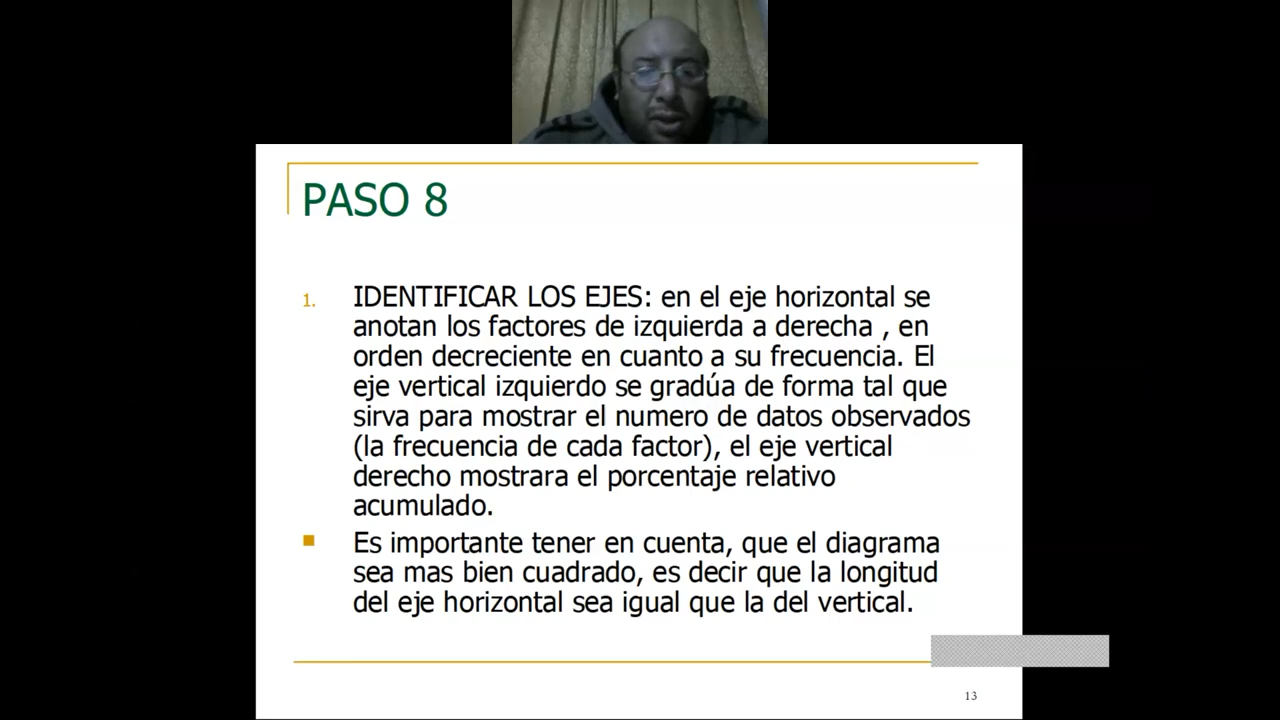 PASO 8
1. IDENTIFICAR LOS EJES: en el eje horizontal se
anotan los factores de izquierda a derecha , en
orden decreciente en cuanto a su frecuencia. El
eje vertical izquierdo se gradúa de forma tal que
sirva para mostrar el numero de datos observados
(la frecuencia de cada factor), el eje vertical
derecho mostrara el porcentaje relativo
acumulado.
Es importante tener en cuenta, que el diagrama
sea mas bien cuadrado, es decir que la longitud
del eje horizontal sea igual que la del vertical.
13